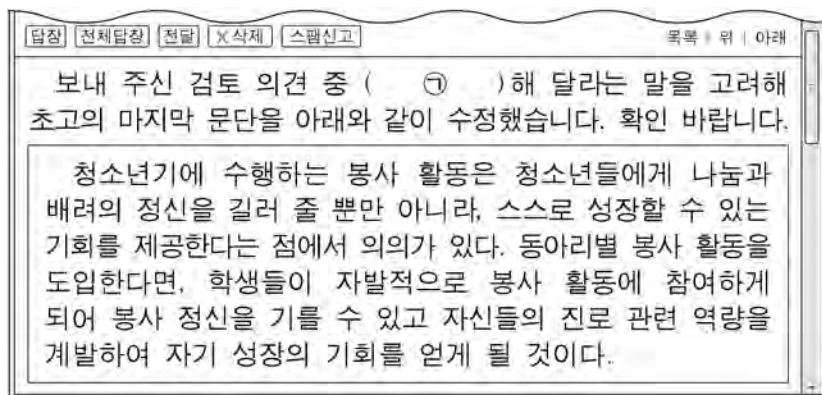 답장 전체답장 전달 X삭제 스팸신고 목록 | 위 | 아래
보내 주신 검토 의견 중 ( ㉠ )해 달라는 말을 고려해
초고의 마지막 문단을 아래와 같이 수정했습니다. 확인 바랍니다.
청소년기에 수행하는 봉사 활동은 청소년들에게 나눔과
배려의 정신을 길러 줄 뿐만 아니라, 스스로 성장할 수 있는
기회를 제공한다는 점에서 의의가 있다. 동아리별 봉사 활동을
도입한다면, 학생들이 자발적으로 봉사 활동에 참여하게
되어 봉사 정신을 기를 수 있고 자신들의 진로 관련 역량을
계발하여 자기 성장의 기회를 얻게 될 것이다.